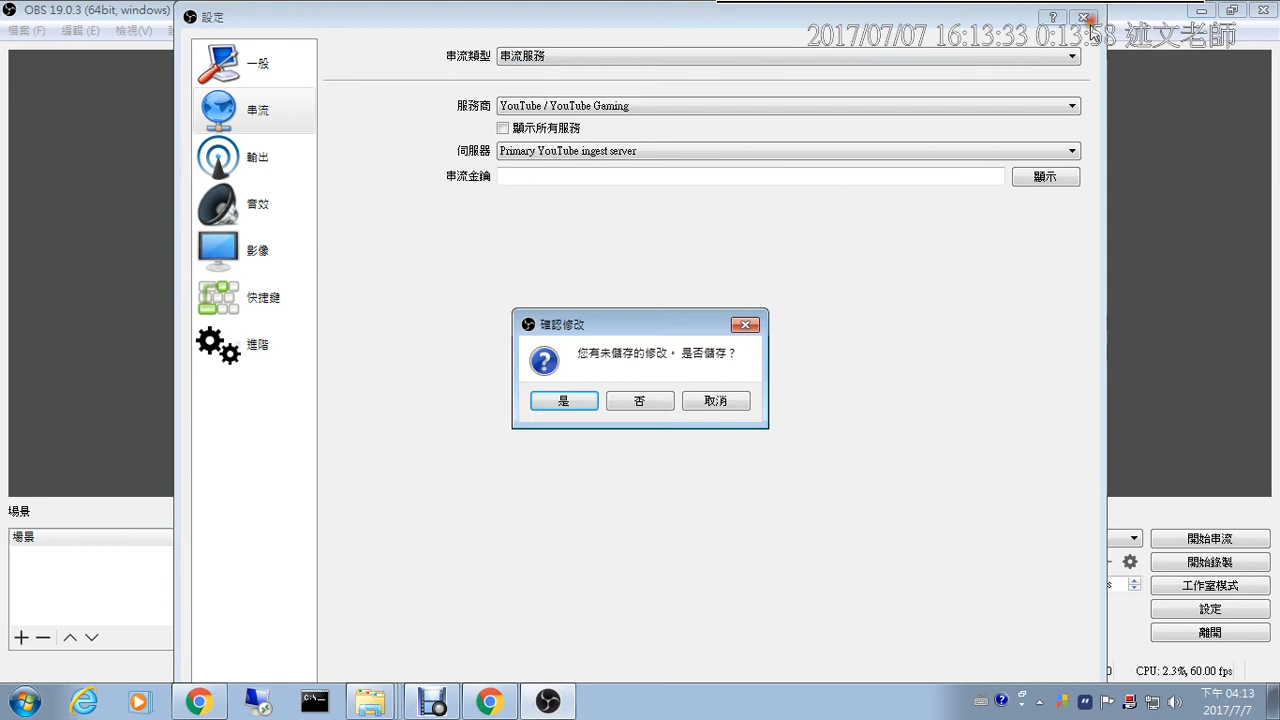 OBS 19.0.3 (64bit, windows)
設定
檔案 (F)
編輯 (E)
檢視(V)
2017/07/07 16:13:33 0:13:58 述文老師
一般
串流
輸出
音效
影像
快捷鍵
進階
串流類型
串流服務
服務商
YouTube / YouTube Gaming
顯示所有服務
伺服器
Primary YouTube ingest server
串流金鑰
顯示
確認修改
您有未儲存的修改， 是否儲存？
是
否
取消
場景
場景
開始串流
開始錄製
工作室模式
設定
離開
CPU: 2.3%, 60.00 fps
下午 04:13
2017/7/7